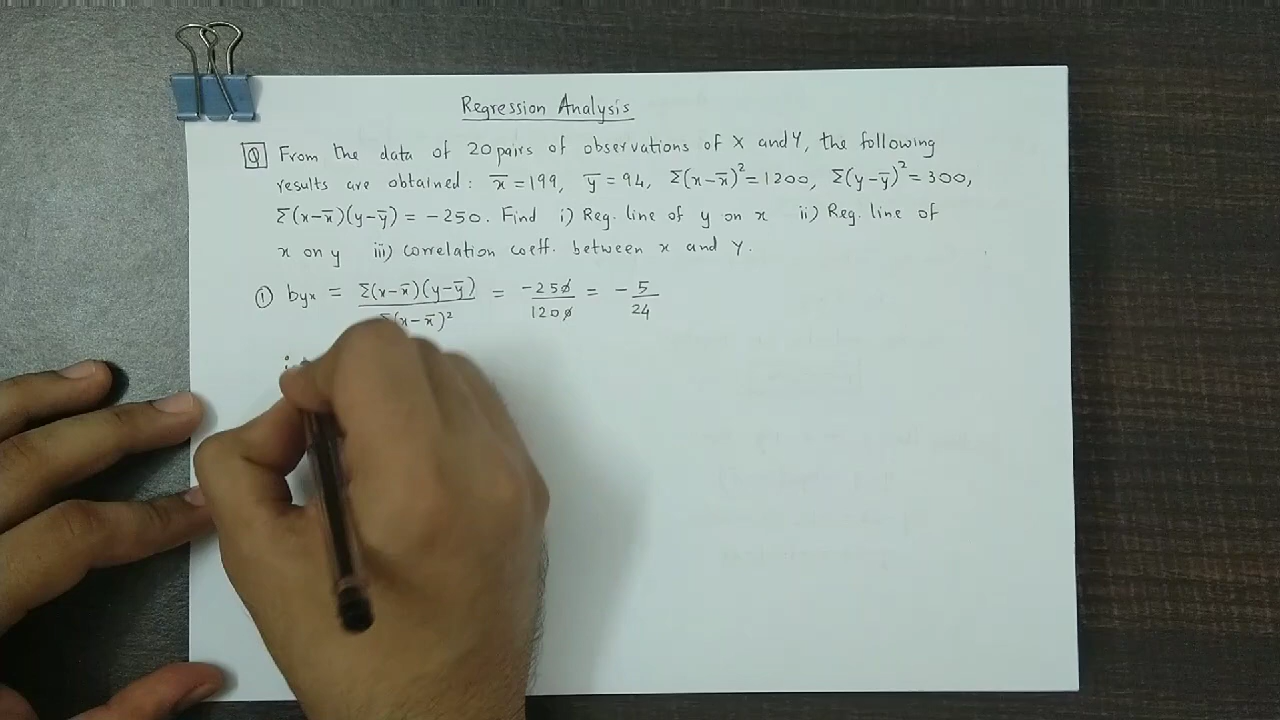 Regression Analysis
Q From the data of 20 pairs of observations of X and Y, the following
results are obtained: x̄ = 199, ȳ = 94, Σ(x-x̄)² = 1200, Σ(y-ȳ)² = 300,
Σ(x-x̄)(y-ȳ) = -250. Find i) Reg. line of y on x ii) Reg. line of
x on y iii) correlation coeff. between x and Y.
① byx = Σ(x-x̄)(y-ȳ) / Σ(x-x̄)² = -250 / 1200 = -5/24